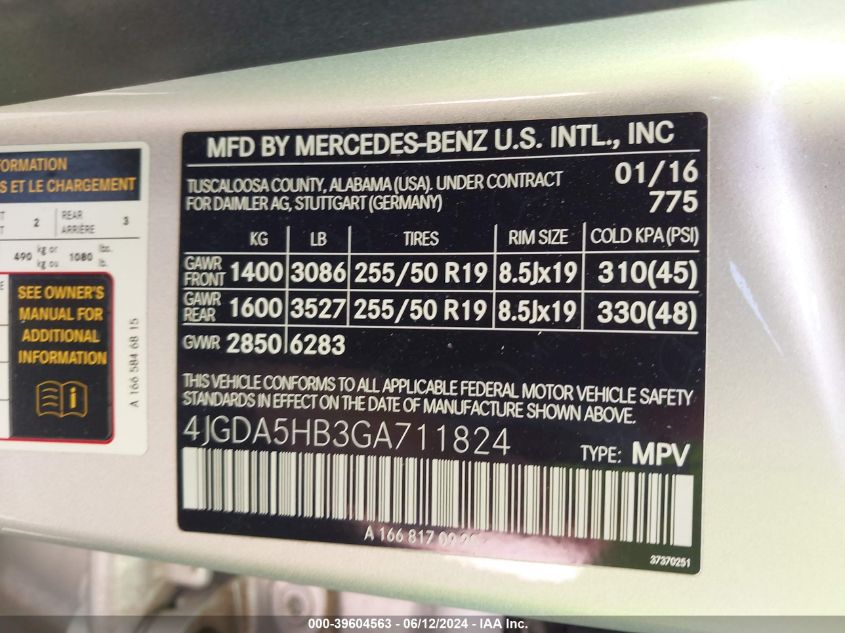 FORMATION
S ET LE CHARGEMENT
2 REAR ARRIÈRE 3
490 kg or kg ou 1080 lbs. lb.
SEE OWNER'S
MANUAL FOR
ADDITIONAL
INFORMATION
A 166 584 68 15
MFD BY MERCEDES-BENZ U.S. INTL., INC
TUSCALOOSA COUNTY, ALABAMA (USA). UNDER CONTRACT 01/16
FOR DAIMLER AG, STUTTGART (GERMANY) 775
KG LB TIRES RIM SIZE COLD KPA (PSI)
GAWR FRONT 1400 3086 255/50 R19 8.5Jx19 310(45)
GAWR REAR 1600 3527 255/50 R19 8.5Jx19 330(48)
GVWR 2850 6283
THIS VEHICLE CONFORMS TO ALL APPLICABLE FEDERAL MOTOR VEHICLE SAFETY
STANDARDS IN EFFECT ON THE DATE OF MANUFACTURE SHOWN ABOVE.
4JGDA5HB3GA711824 TYPE: MPV
A 166 817
37370251
000-39604563 - 06/12/2024 - IAA, Inc.